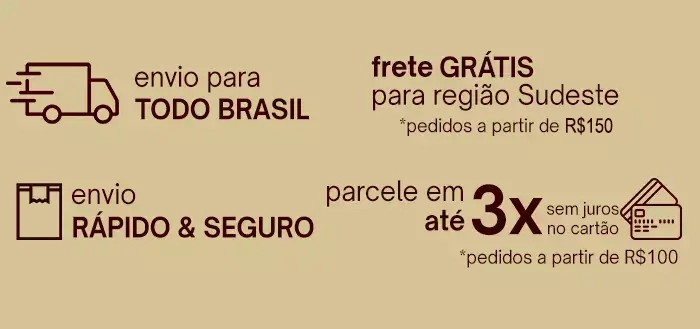 envio para
TODO BRASIL
frete GRÁTIS
para região Sudeste
*pedidos a partir de R$150
envio
RÁPIDO & SEGURO
parcele em
até 3x sem juros
no cartão
*pedidos a partir de R$100